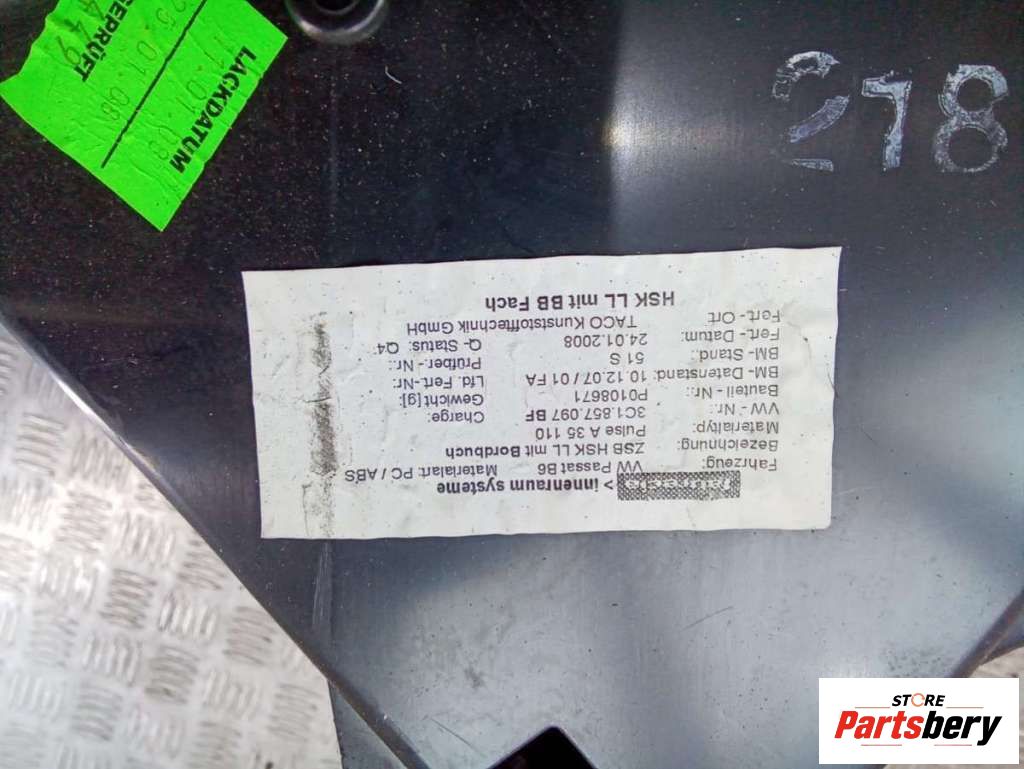 GEPRÜFT
LACKDATUM
218
> innenraum systeme
Fahrzeug: VW Passat B6 Materialart: PC / ABS
Bezeichnung: ZSB HSK LL mit Bordbuch
Materialtyp: Pulse A 35 110
VW - Nr.: 3C1.857.097 BF Charge:
Bauteil - Nr.: P0108671 Gewicht [g]:
BM- Datenstand: 10.12.07 / 01 FA Lfd. Fert.-Nr:
BM- Stand.: 51 S Prüfber.- Nr.:
Fert.- Datum: 24.01.2008 Q- Status: Q4
Fert.- Ort TACO Kunststofftechnik GmbH
HSK LL mit BB Fach
STORE
Partsbery